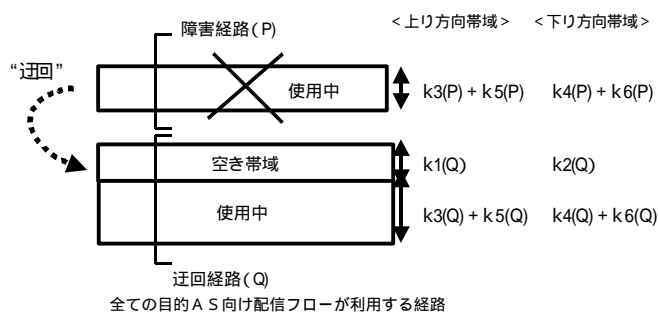 障害経路(P)
<上り方向帯域>
<下り方向帯域>
“迂回”
使用中
k3(P) + k5(P)
k4(P) + k6(P)
空き帯域
k1(Q)
k2(Q)
使用中
k3(Q) + k5(Q)
k4(Q) + k6(Q)
迂回経路(Q)
全ての目的AS向け配信フローが利用する経路